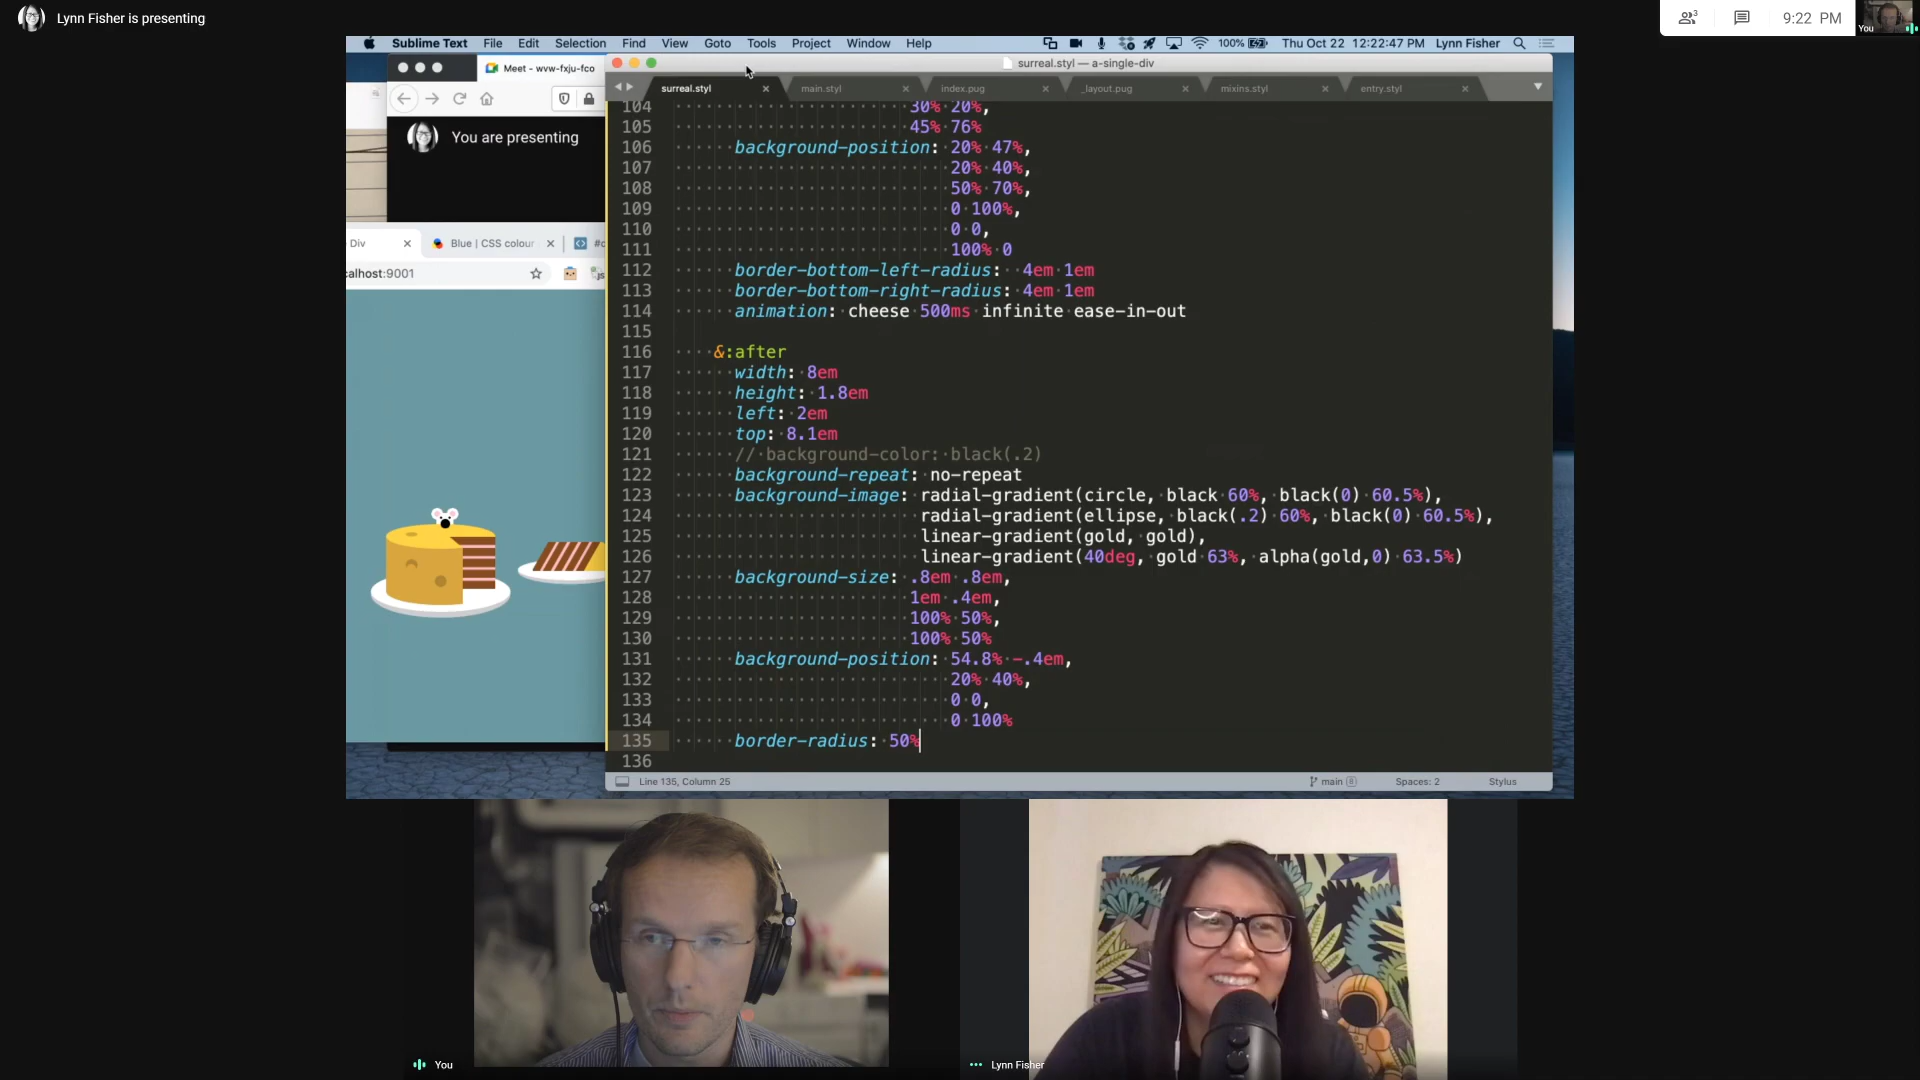 Lynn Fisher is presenting
3
9:22 PM
You
Sublime Text File Edit Selection Find View Goto Tools Project Window Help
100% Thu Oct 22 12:22:47 PM Lynn Fisher
Meet - wvw-fxju-fco
You are presenting
Div
Blue | CSS colour
alhost:9001
surreal.styl — a-single-div
surreal.styl main.styl index.pug _layout.pug mixins.styl entry.styl
104 30% 20%,
105 45% 76%
106 background-position: 20% 47%,
107 20% 40%,
108 50% 70%,
109 0 100%,
110 0 0,
111 100% 0
112 border-bottom-left-radius: 4em 1em
113 border-bottom-right-radius: 4em 1em
114 animation: cheese 500ms infinite ease-in-out
115
116 &:after
117 width: 8em
118 height: 1.8em
119 left: 2em
120 top: 8.1em
121 // background-color: black(.2)
122 background-repeat: no-repeat
123 background-image: radial-gradient(circle, black 60%, black(0) 60.5%),
124 radial-gradient(ellipse, black(.2) 60%, black(0) 60.5%),
125 linear-gradient(gold, gold),
126 linear-gradient(40deg, gold 63%, alpha(gold,0) 63.5%)
127 background-size: .8em .8em,
128 1em .4em,
129 100% 50%,
130 100% 50%
131 background-position: 54.8% -.4em,
132 20% 40%,
133 0 0,
134 0 100%
135 border-radius: 50%
136
Line 135, Column 25
main
Spaces: 2
Stylus
You
Lynn Fisher